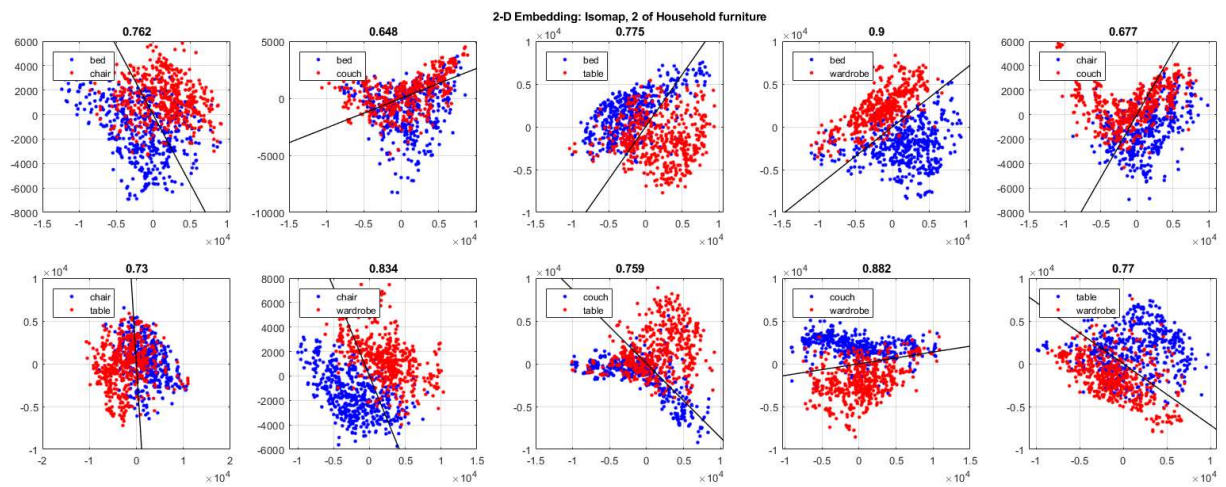 2-D Embedding: Isomap, 2 of Household furniture
0.762
0.648
0.775
0.9
0.677
bed
chair
6000
4000
2000
0
-2000
-4000
-6000
-8000
-1.5 -1 -0.5 0 0.5 1
× 10^4
bed
couch
5000
0
-5000
-10000
-1.5 -1 -0.5 0 0.5 1
× 10^4
× 10^4
bed
table
1
0.5
0
-0.5
-1
-1.5 -1 -0.5 0 0.5 1
× 10^4
× 10^4
bed
wardrobe
1
0.5
0
-0.5
-1
-1.5 -1 -0.5 0 0.5 1
× 10^4
chair
couch
6000
4000
2000
0
-2000
-4000
-6000
-8000
-1.5 -1 -0.5 0 0.5 1
× 10^4
0.73
0.834
0.759
0.882
0.77
× 10^4
chair
table
1
0.5
0
-0.5
-1
-2 -1 0 1 2
× 10^4
chair
wardrobe
8000
6000
4000
2000
0
-2000
-4000
-6000
-1 -0.5 0 0.5 1 1.5
× 10^4
× 10^4
couch
table
1
0.5
0
-0.5
-1
-1.5 -1 -0.5 0 0.5 1
× 10^4
× 10^4
couch
wardrobe
1
0.5
0
-0.5
-1
-1 -0.5 0 0.5 1 1.5
× 10^4
× 10^4
table
wardrobe
1
0.5
0
-0.5
-1
-1 -0.5 0 0.5 1
× 10^4